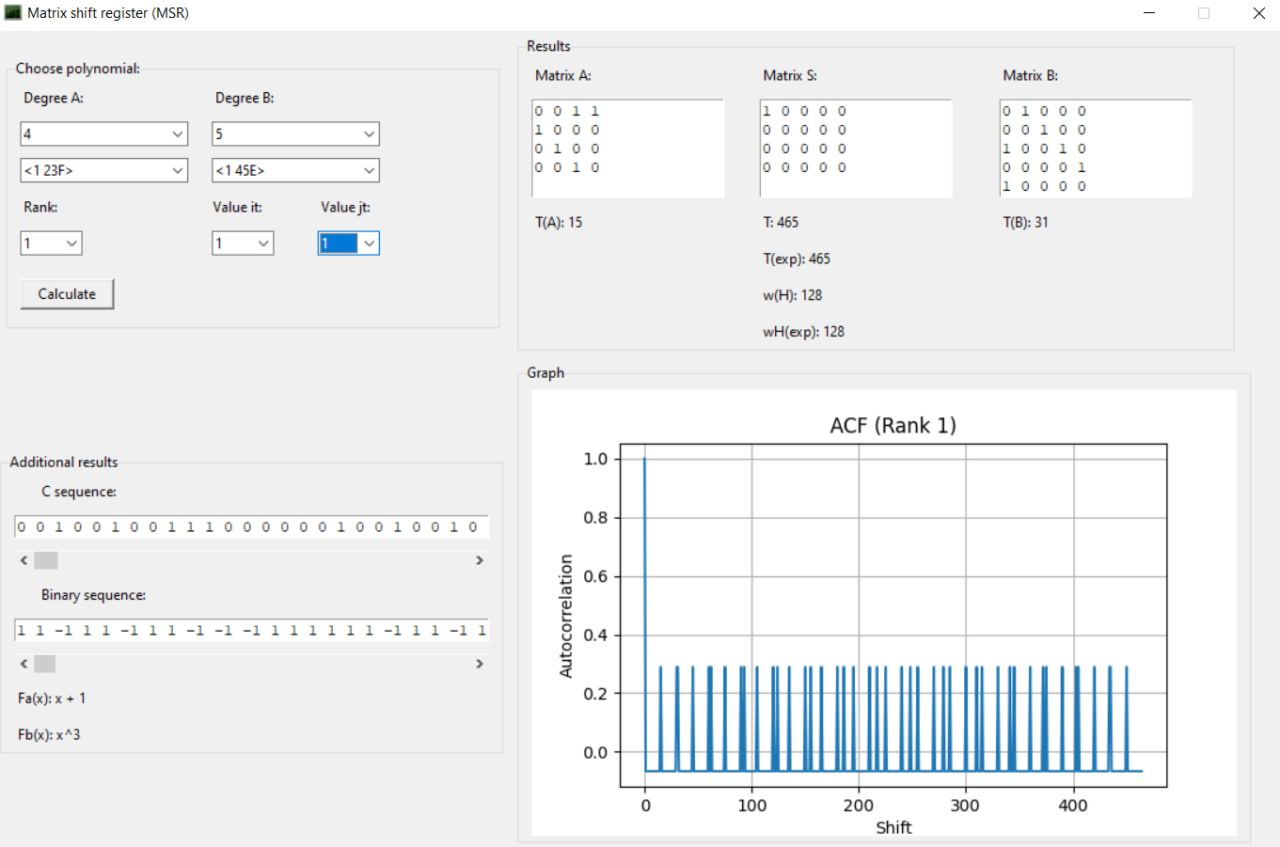 Matrix shift register (MSR)
Choose polynomial:
Degree A: Degree B:
4 5
<1 23F> <1 45E>
Rank: Value it: Value jt:
1 1 1
Calculate
Results
Matrix A: Matrix S: Matrix B:
0 0 1 1 1 0 0 0 0 0 1 0 0 0
1 0 0 0 0 0 0 0 0 0 0 1 0 0
0 1 0 0 0 0 0 0 0 1 0 0 1 0
0 0 1 0 0 0 0 0 0 0 0 0 0 1
1 0 0 0 0
T(A): 15 T: 465 T(B): 31
T(exp): 465
w(H): 128
wH(exp): 128
Additional results
C sequence:
0 0 1 0 0 1 0 0 1 1 1 0 0 0 0 0 0 1 0 0 1 0 0 1 0
Binary sequence:
1 1 -1 1 1 -1 1 1 -1 -1 -1 1 1 1 1 1 1 -1 1 1 -1 1 1 -1 1
Fa(x): x + 1
Fb(x): x^3
Graph
ACF (Rank 1)
Autocorrelation
1.0
0.8
0.6
0.4
0.2
0.0
0 100 200 300 400
Shift